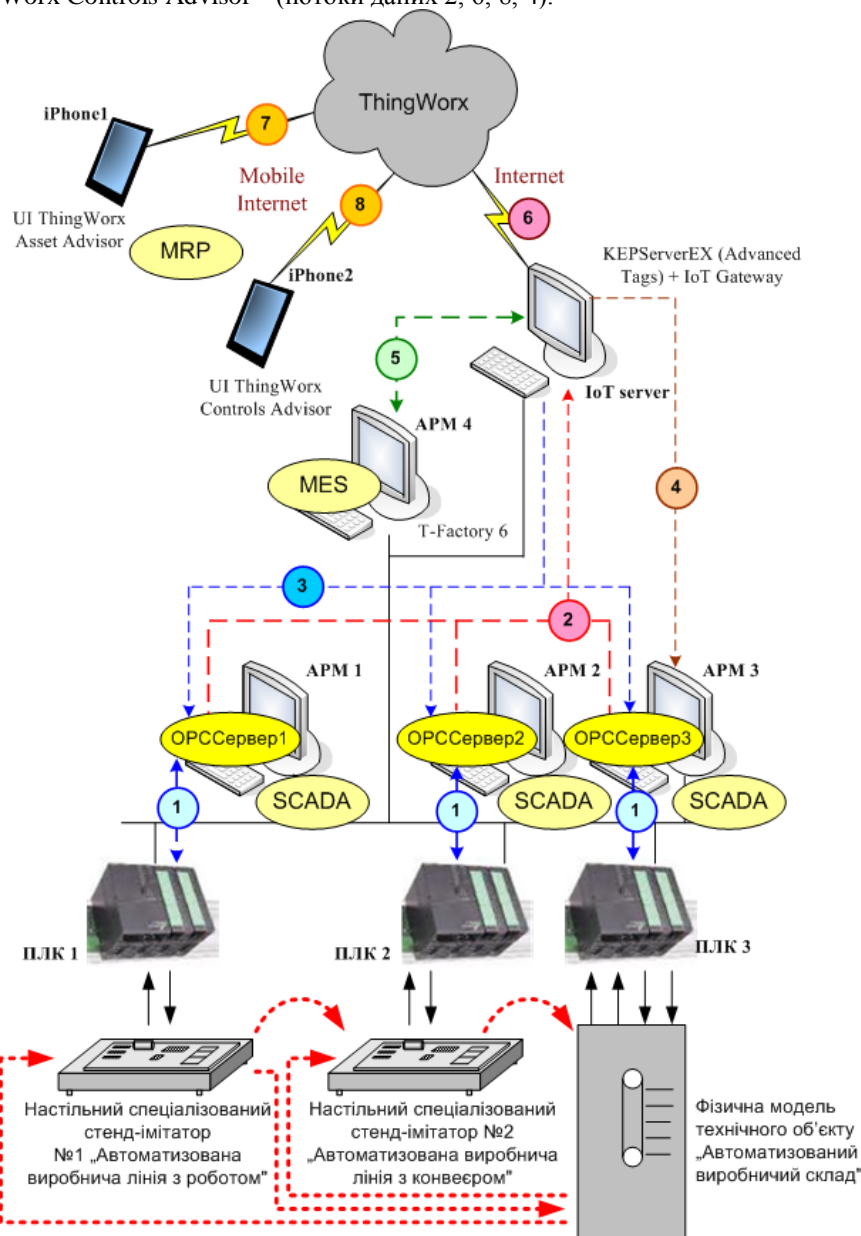 Worx Controls Advisor" (потоки даних 2, 6, 8, 4).
ThingWorx
iPhone1
7
Mobile
Internet
Internet
8
6
UI ThingWorx
Asset Advisor
MRP
iPhone2
KEPServerEX (Advanced
Tags) + IoT Gateway
5
UI ThingWorx
Controls Advisor
IoT server
АРМ 4
MES
4
T-Factory 6
3
2
АРМ 1
АРМ 2
АРМ 3
ОРССервер1
ОРССервер2
ОРССервер3
SCADA
SCADA
SCADA
1
1
1
ПЛК 1
ПЛК 2
ПЛК 3
Настільний спеціалізований
стенд-імітатор
№1 „Автоматизована
виробнича лінія з роботом"
Настільний спеціалізований
стенд-імітатор №2
„Автоматизована виробнича
лінія з конвеєром"
Фізична модель
технічного об'єкту
„Автоматизований
виробничий склад"